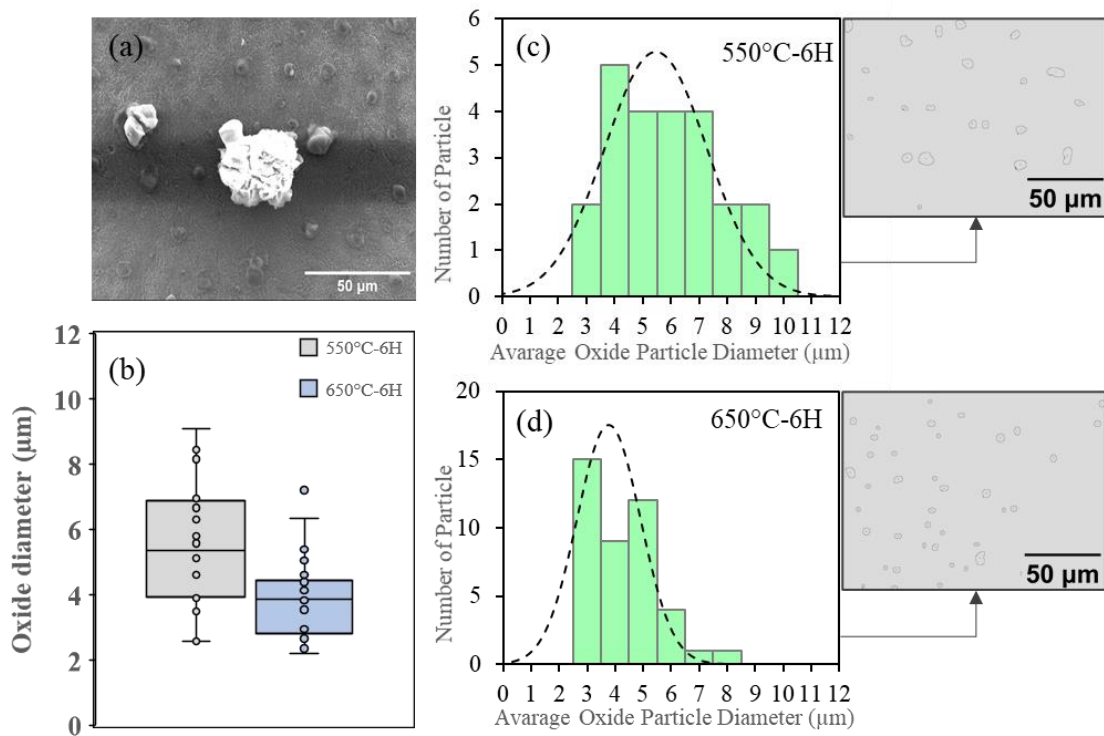 (a)
50 µm
(b)
550°C-6H
650°C-6H
12
10
8
6
4
2
0
Oxide diameter (µm)
(c)
550°C-6H
6
5
4
3
2
1
0
Number of Particle
0 1 2 3 4 5 6 7 8 9 10 11 12
Avarage Oxide Particle Diameter (µm)
50 µm
(d)
650°C-6H
20
15
10
5
0
Number of Particle
0 1 2 3 4 5 6 7 8 9 10 11 12
Avarage Oxide Particle Diameter (µm)
50 µm